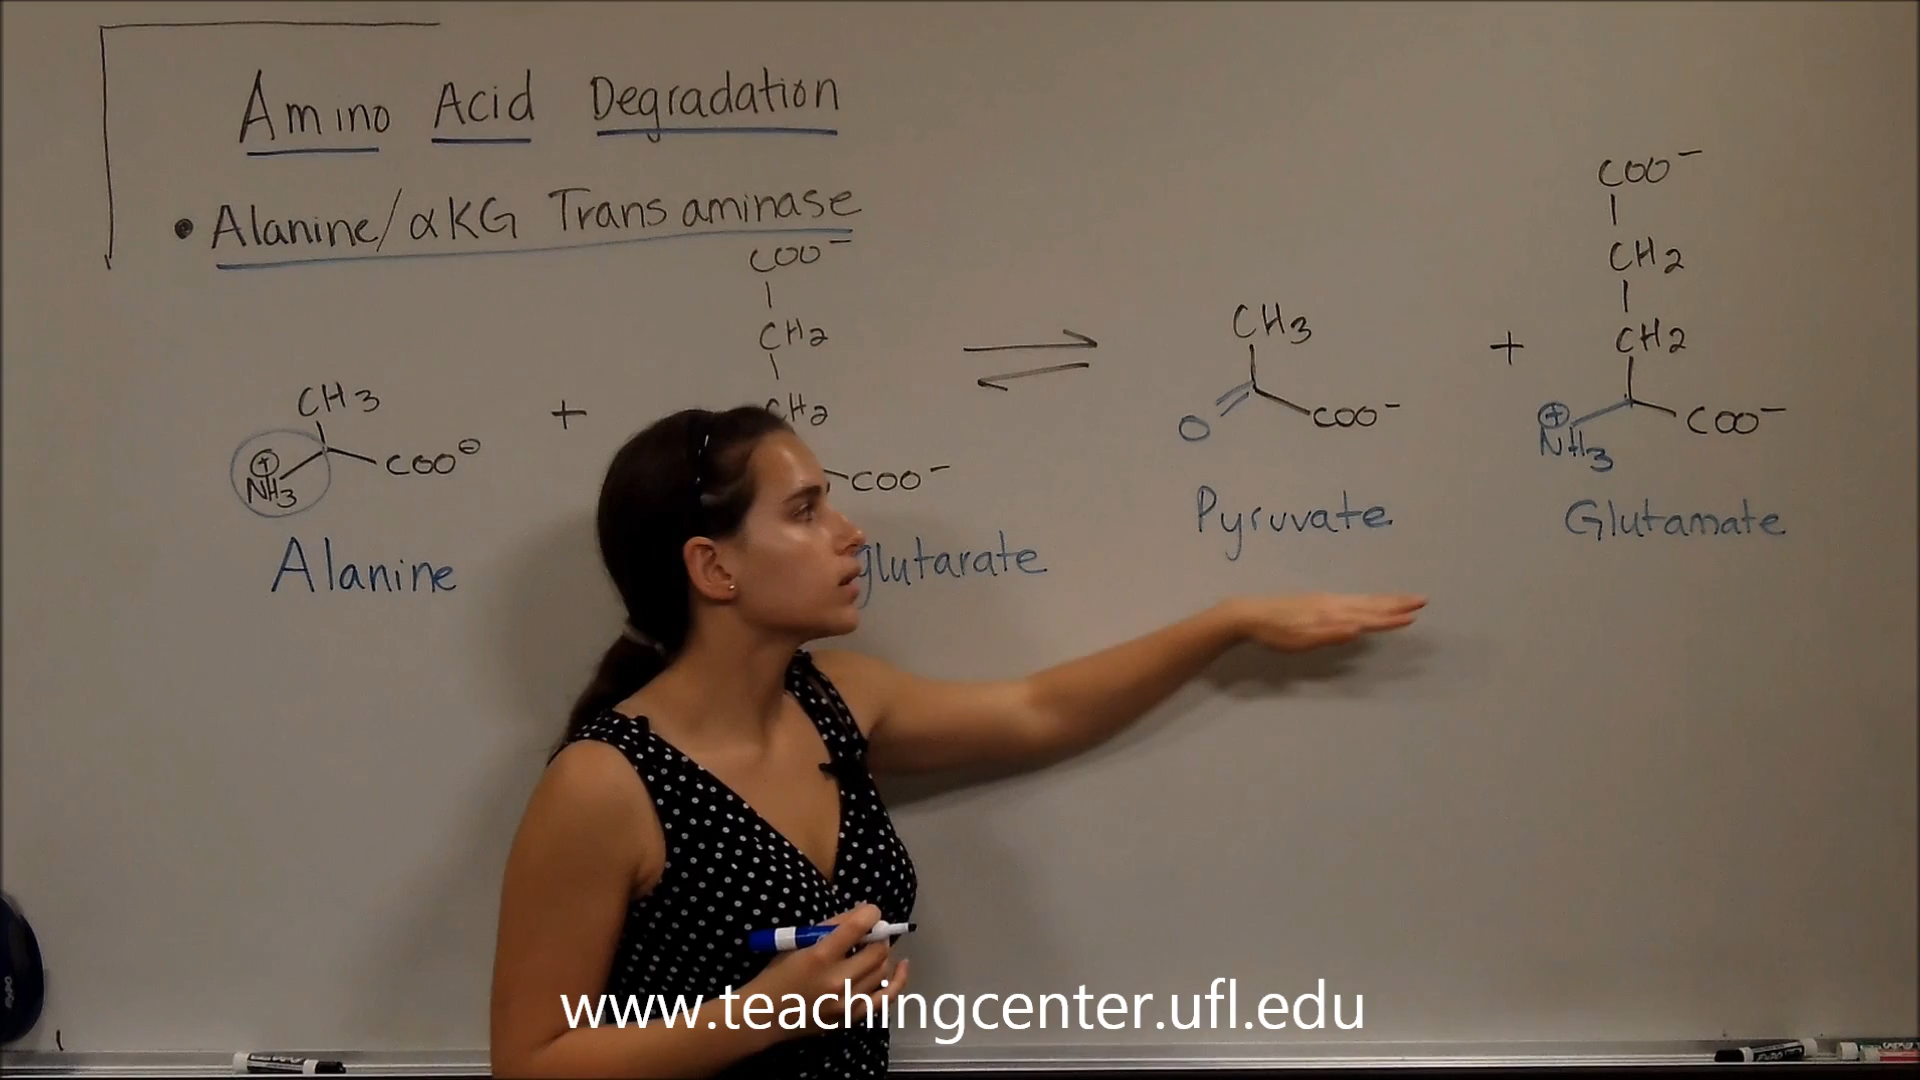 Amino Acid Degradation
• Alanine/αKG Transaminase
CH3
⊕
NH3
COO⊖
Alanine
+
COO−
CH2
CH2
COO−
glutarate
⇌
CH3
O
COO−
Pyruvate
+
COO−
CH2
CH2
⊕
NH3
COO−
Glutamate
www.teachingcenter.ufl.edu